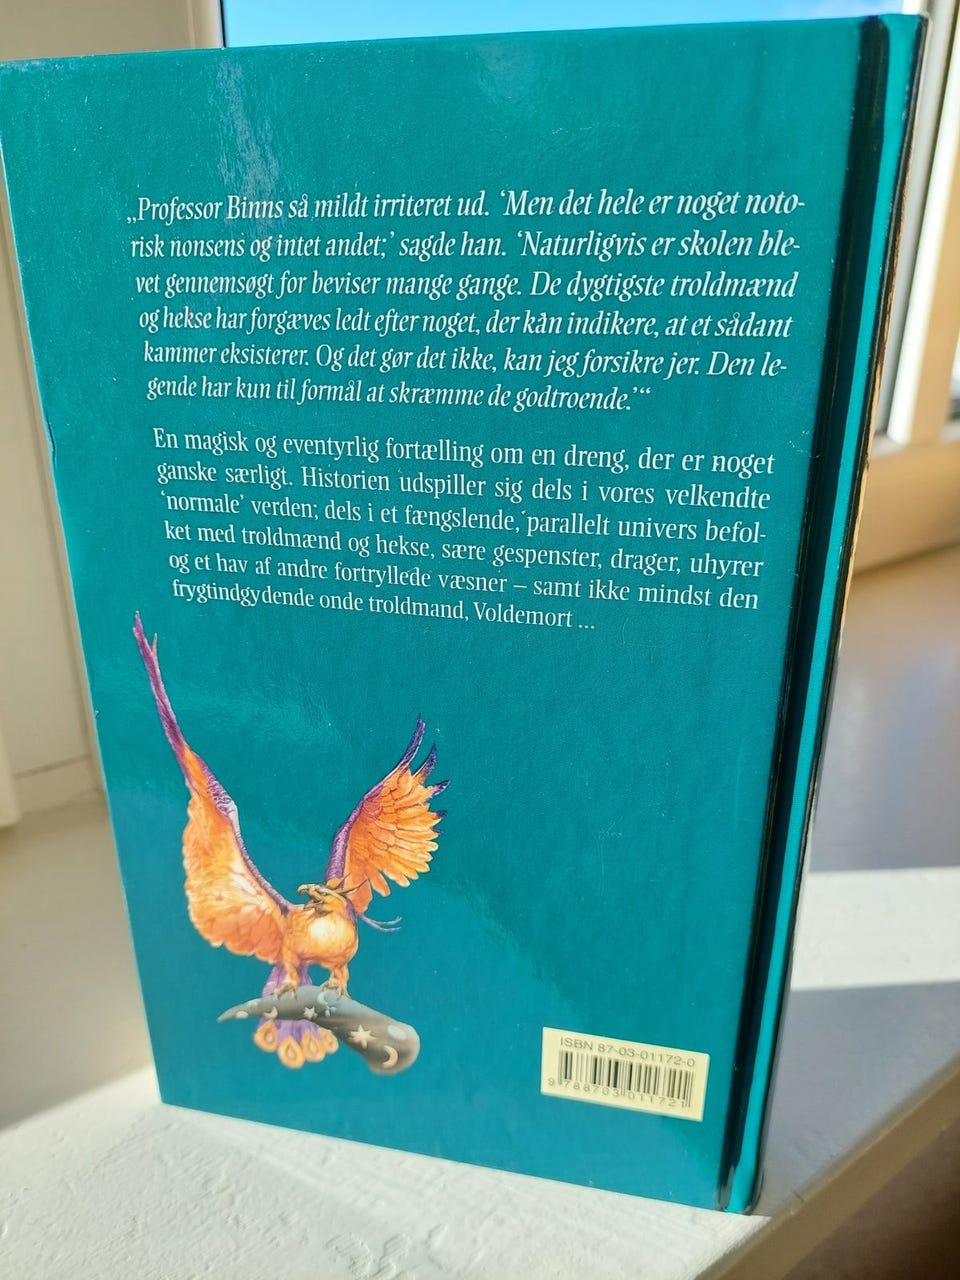 „Professor Binns så mildt irriteret ud. ‘Men det hele er noget noto-
risk nonsens og intet andet;’ sagde han. ‘Naturligvis er skolen ble-
vet gennemsøgt for beviser mange gange. De dygtigste troldmænd
og hekse har forgæves ledt efter noget, der kan indikere, at et sådant
kammer eksisterer. Og det gør det ikke, kan jeg forsikre jer. Den le-
gende har kun til formål at skræmme de godtroende.’“
En magisk og eventyrlig fortælling om en dreng, der er noget
ganske særligt. Historien udspiller sig dels i vores velkendte
‘normale’ verden; dels i et fængslende, parallelt univers befol-
ket med troldmænd og hekse, sære gespenster, drager, uhyrer
og et hav af andre fortryllede væsner – samt ikke mindst den
frygtindgydende onde troldmand, Voldemort ...
ISBN 87-03-01172-0
9 788703 011721